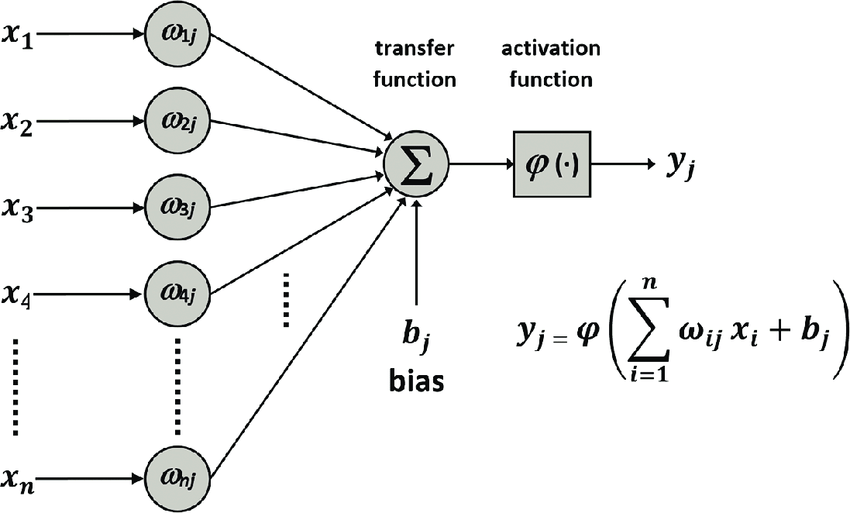 x₁
ω₁ⱼ
transfer function
activation function
x₂
ω₂ⱼ
Σ
φ(·)
yⱼ
x₃
ω₃ⱼ
x₄
ω₄ⱼ
bⱼ
bias
yⱼ = φ(∑ⁿᵢ₌₁ ωᵢⱼ xᵢ + bⱼ)
xₙ
ωₙⱼ